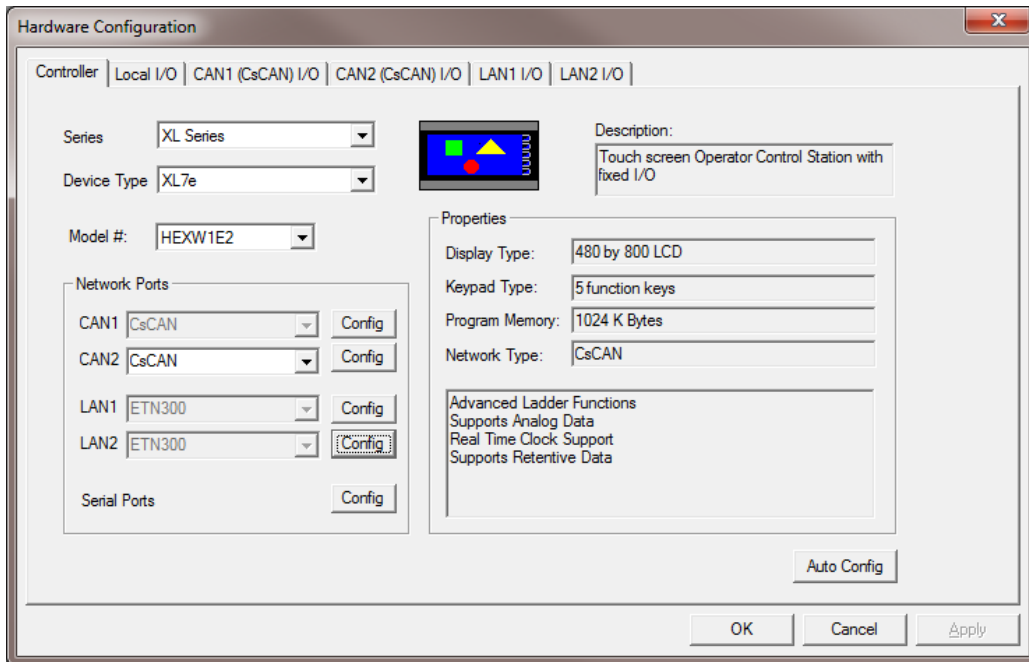 Hardware Configuration
Controller
Local I/O
CAN1 (CsCAN) I/O
CAN2 (CsCAN) I/O
LAN1 I/O
LAN2 I/O
Series
XL Series
Device Type
XL7e
Model #:
HEXW1E2
Description:
Touch screen Operator Control Station with
fixed I/O
Network Ports
CAN1
CsCAN
Config
CAN2
CsCAN
Config
LAN1
ETN300
Config
LAN2
ETN300
Config
Serial Ports
Config
Properties
Display Type:
480 by 800 LCD
Keypad Type:
5 function keys
Program Memory:
1024 K Bytes
Network Type:
CsCAN
Advanced Ladder Functions
Supports Analog Data
Real Time Clock Support
Supports Retentive Data
Auto Config
OK
Cancel
Apply